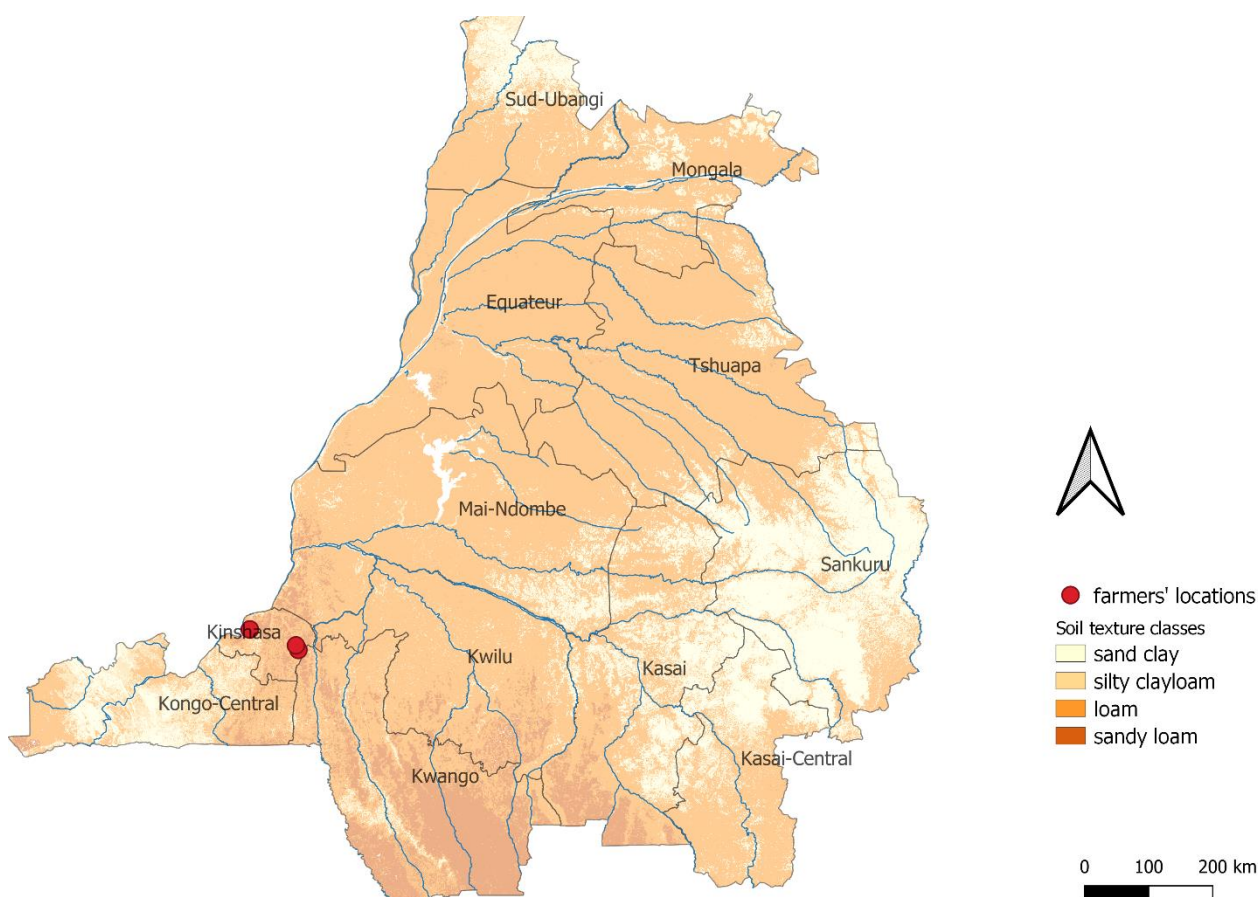 Sud-Ubangi
Mongala
Equateur
Tshuapa
Mai-Ndombe
Sankuru
Kinshasa
Kwilu
Kasai
Kongo-Central
Kasai-Central
Kwango
farmers' locations
Soil texture classes
sand clay
silty clayloam
loam
sandy loam
0 100 200 km